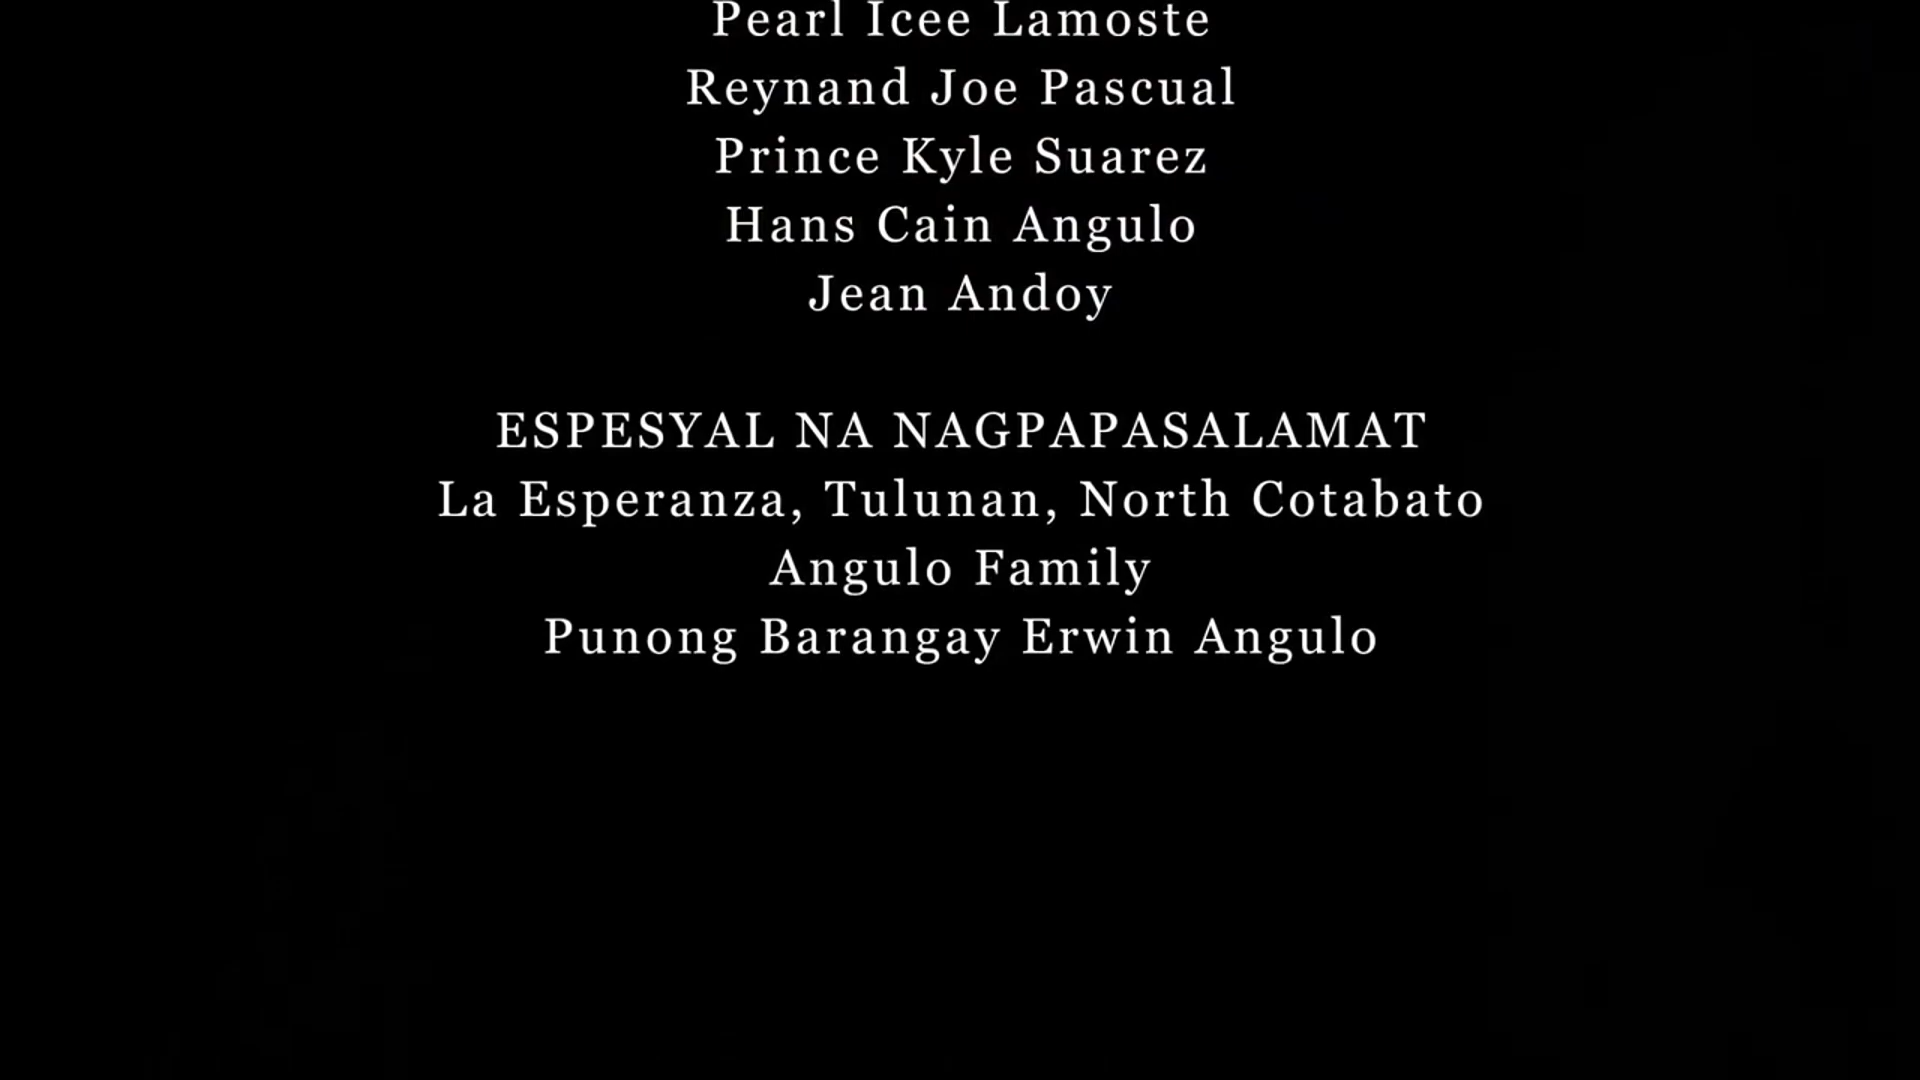 Pearl Icee Lamoste
Reynand Joe Pascual
Prince Kyle Suarez
Hans Cain Angulo
Jean Andoy
ESPESYAL NA NAGPAPASALAMAT
La Esperanza, Tulunan, North Cotabato
Angulo Family
Punong Barangay Erwin Angulo